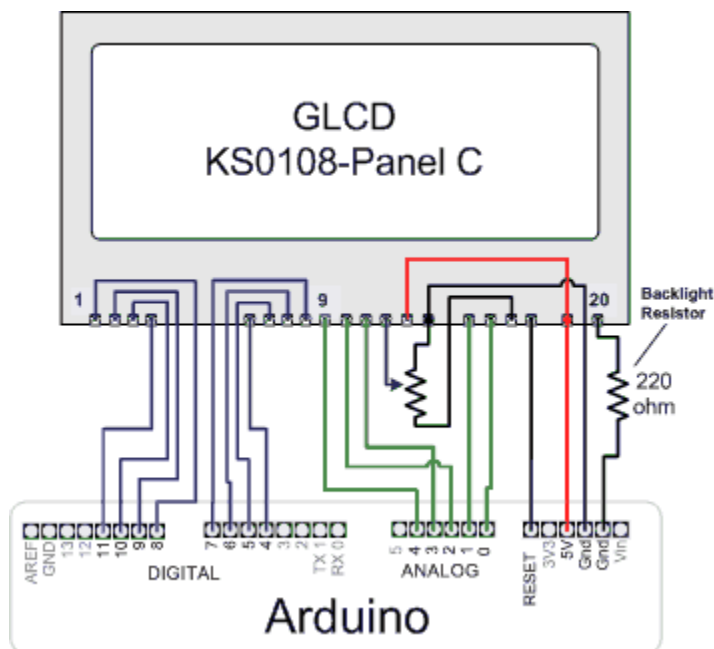 GLCD
KS0108-Panel C
1
9
20
Backlight
Resistor
220
ohm
AREF
GND
13
12
11
10
9
8
7
6
5
4
3
2
TX 1
RX 0
5
4
3
2
1
0
RESET
3V3
5V
Gnd
Gnd
Vin
DIGITAL
ANALOG
Arduino